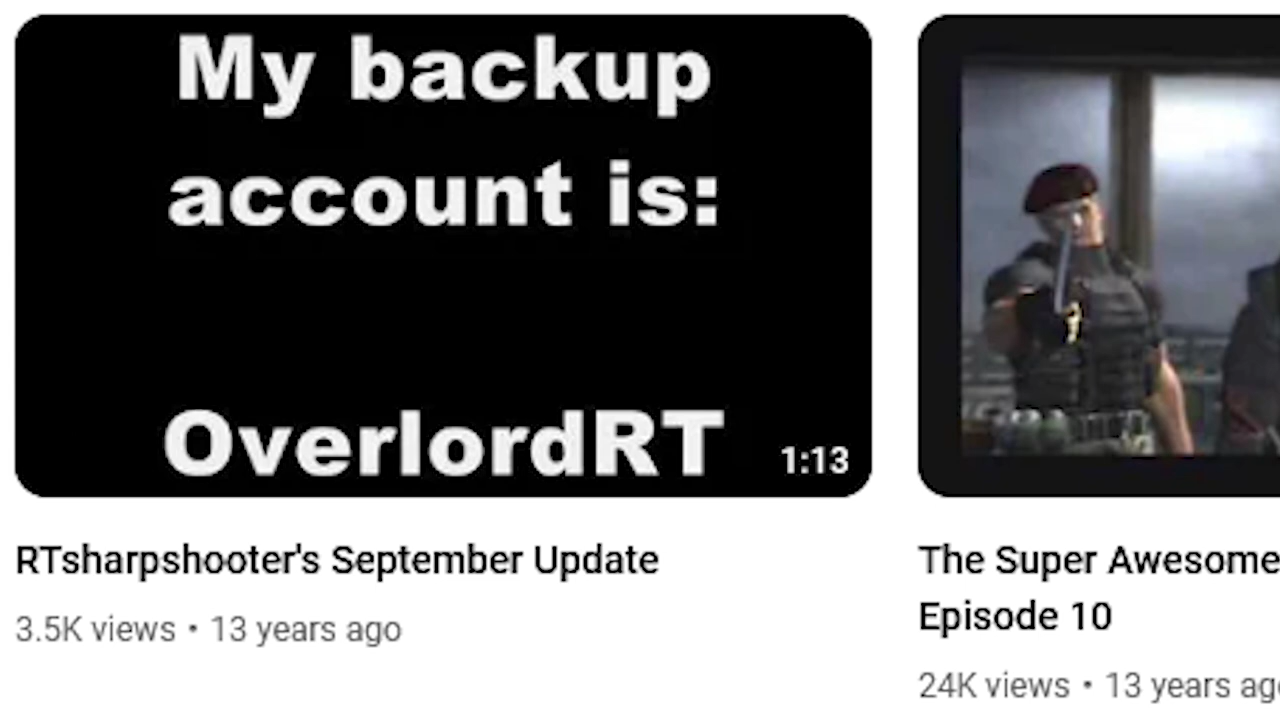 My backup
account is:
OverlordRT
1:13
RTsharpshooter's September Update
3.5K views • 13 years ago
The Super Awesome
Episode 10
24K views • 13 years